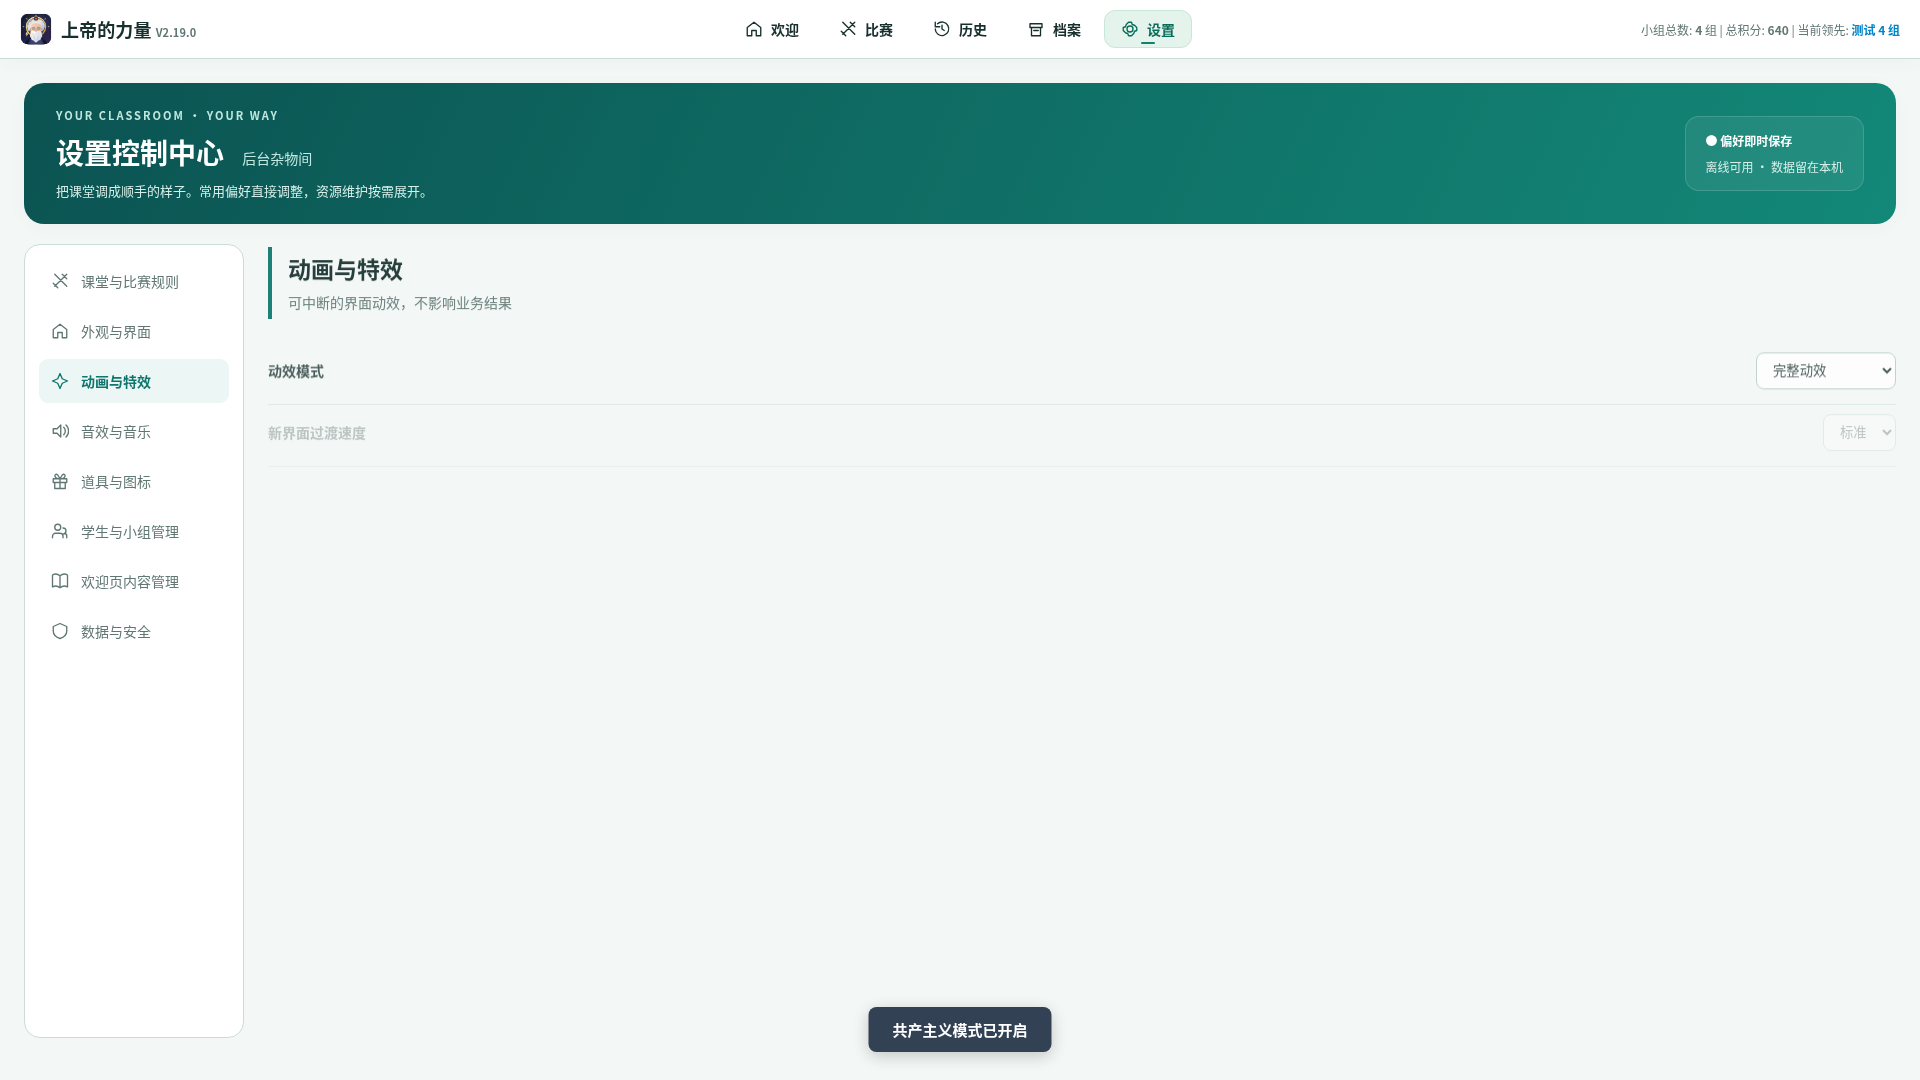 上帝的力量 V2.19.0
欢迎 比赛 历史 档案 设置
小组总数: 4 组 | 总积分: 640 | 当前领先: 测试 4 组
YOUR CLASSROOM · YOUR WAY
设置控制中心 后台杂物间
把课堂调成顺手的样子。常用偏好直接调整，资源维护按需展开。
偏好即时保存
离线可用 · 数据留在本机
课堂与比赛规则
外观与界面
动画与特效
音效与音乐
道具与图标
学生与小组管理
欢迎页内容管理
数据与安全
动画与特效
可中断的界面动效，不影响业务结果
动效模式 完整动效
新界面过渡速度 标准
共产主义模式已开启